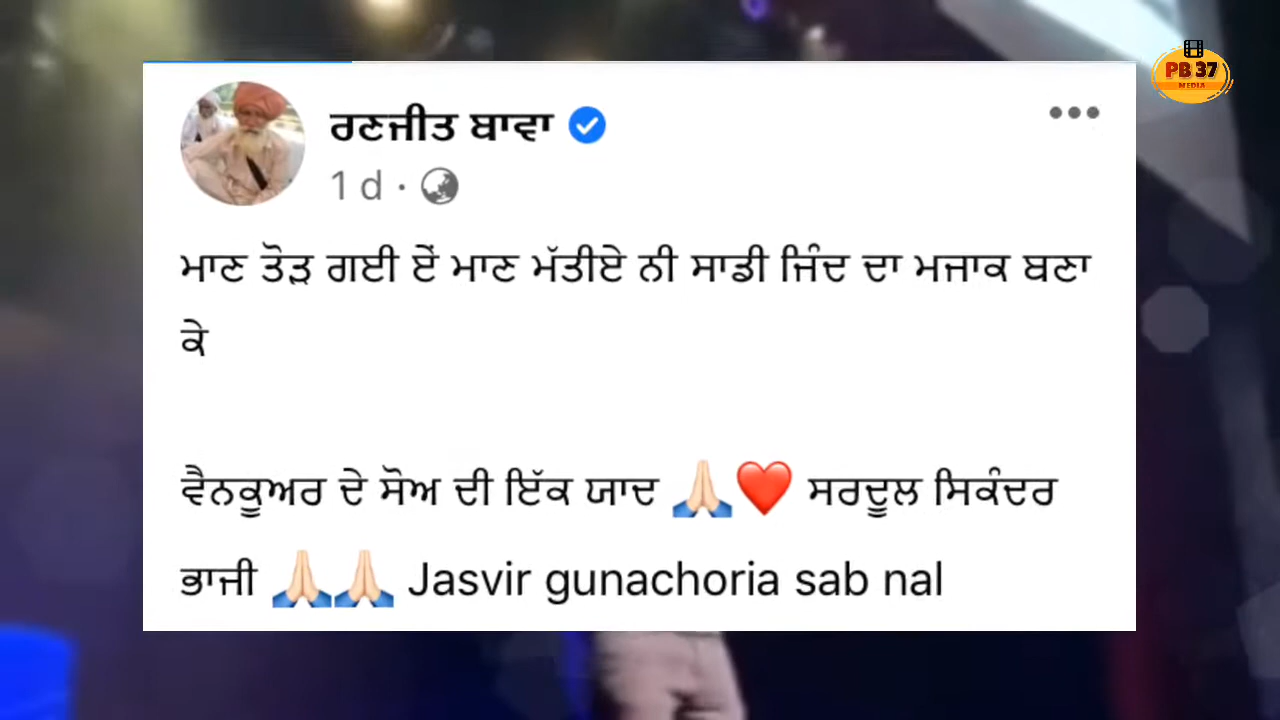 PB 37
MEDIA
ਰਣਜੀਤ ਬਾਵਾ
1 d ·
ਮਾਣ ਤੋੜ ਗਈ ਏਂ ਮਾਣ ਮੱਤੀਏ ਨੀ ਸਾਡੀ ਜਿੰਦ ਦਾ ਮਜਾਕ ਬਣਾ
ਕੇ
ਵੈਨਕੂਅਰ ਦੇ ਸੋਅ ਦੀ ਇੱਕ ਯਾਦ 🙏🏻❤️ ਸਰਦੂਲ ਸਿਕੰਦਰ
ਭਾਜੀ 🙏🏻🙏🏻 Jasvir gunachoria sab nal